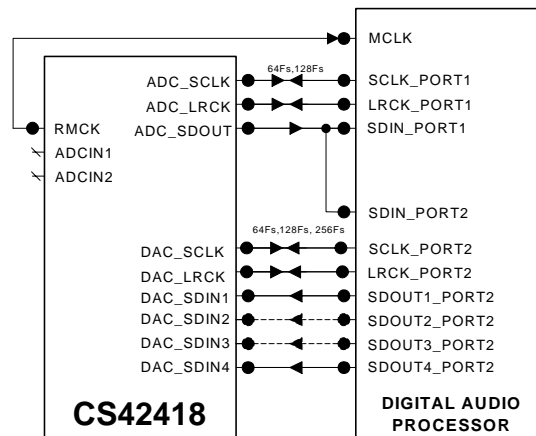 MCLK
64Fs,128Fs
ADC_SCLK SCLK_PORT1
ADC_LRCK LRCK_PORT1
RMCK ADC_SDOUT SDIN_PORT1
ADCIN1
ADCIN2
SDIN_PORT2
64Fs,128Fs, 256Fs
DAC_SCLK SCLK_PORT2
DAC_LRCK LRCK_PORT2
DAC_SDIN1 SDOUT1_PORT2
DAC_SDIN2 SDOUT2_PORT2
DAC_SDIN3 SDOUT3_PORT2
DAC_SDIN4 SDOUT4_PORT2
CS42418
DIGITAL AUDIO
PROCESSOR